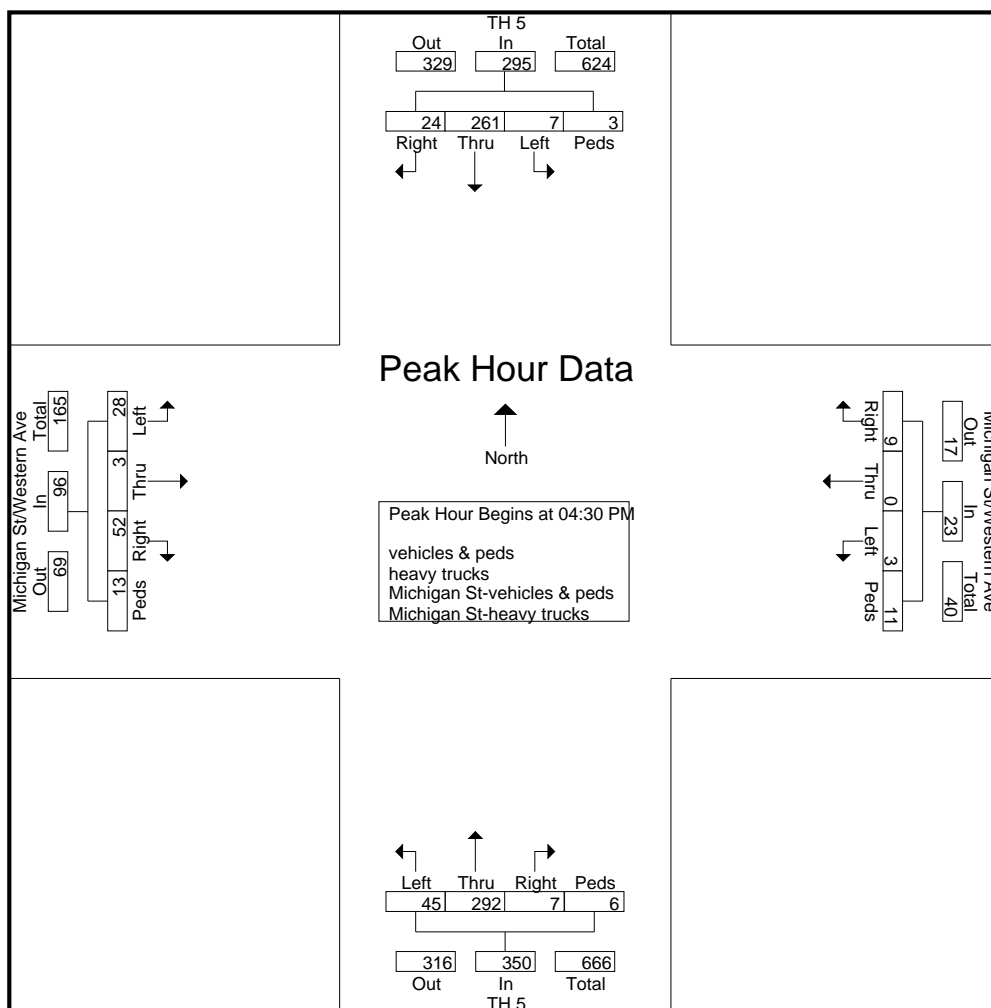 TH 5
Out In Total
329 295 624
24 261 7 3
Right Thru Left Peds
Peak Hour Data
North
Peak Hour Begins at 04:30 PM
vehicles & peds
heavy trucks
Michigan St-vehicles & peds
Michigan St-heavy trucks
Michigan St/Western Ave
Out In Total
69 96 165
28 3 52 13
Left Thru Right Peds
Right Thru Left Peds
9 0 3 11
17 23 40
Out In Total
Michigan St/Western Ave
Left Thru Right Peds
45 292 7 6
316 350 666
Out In Total
TH 5